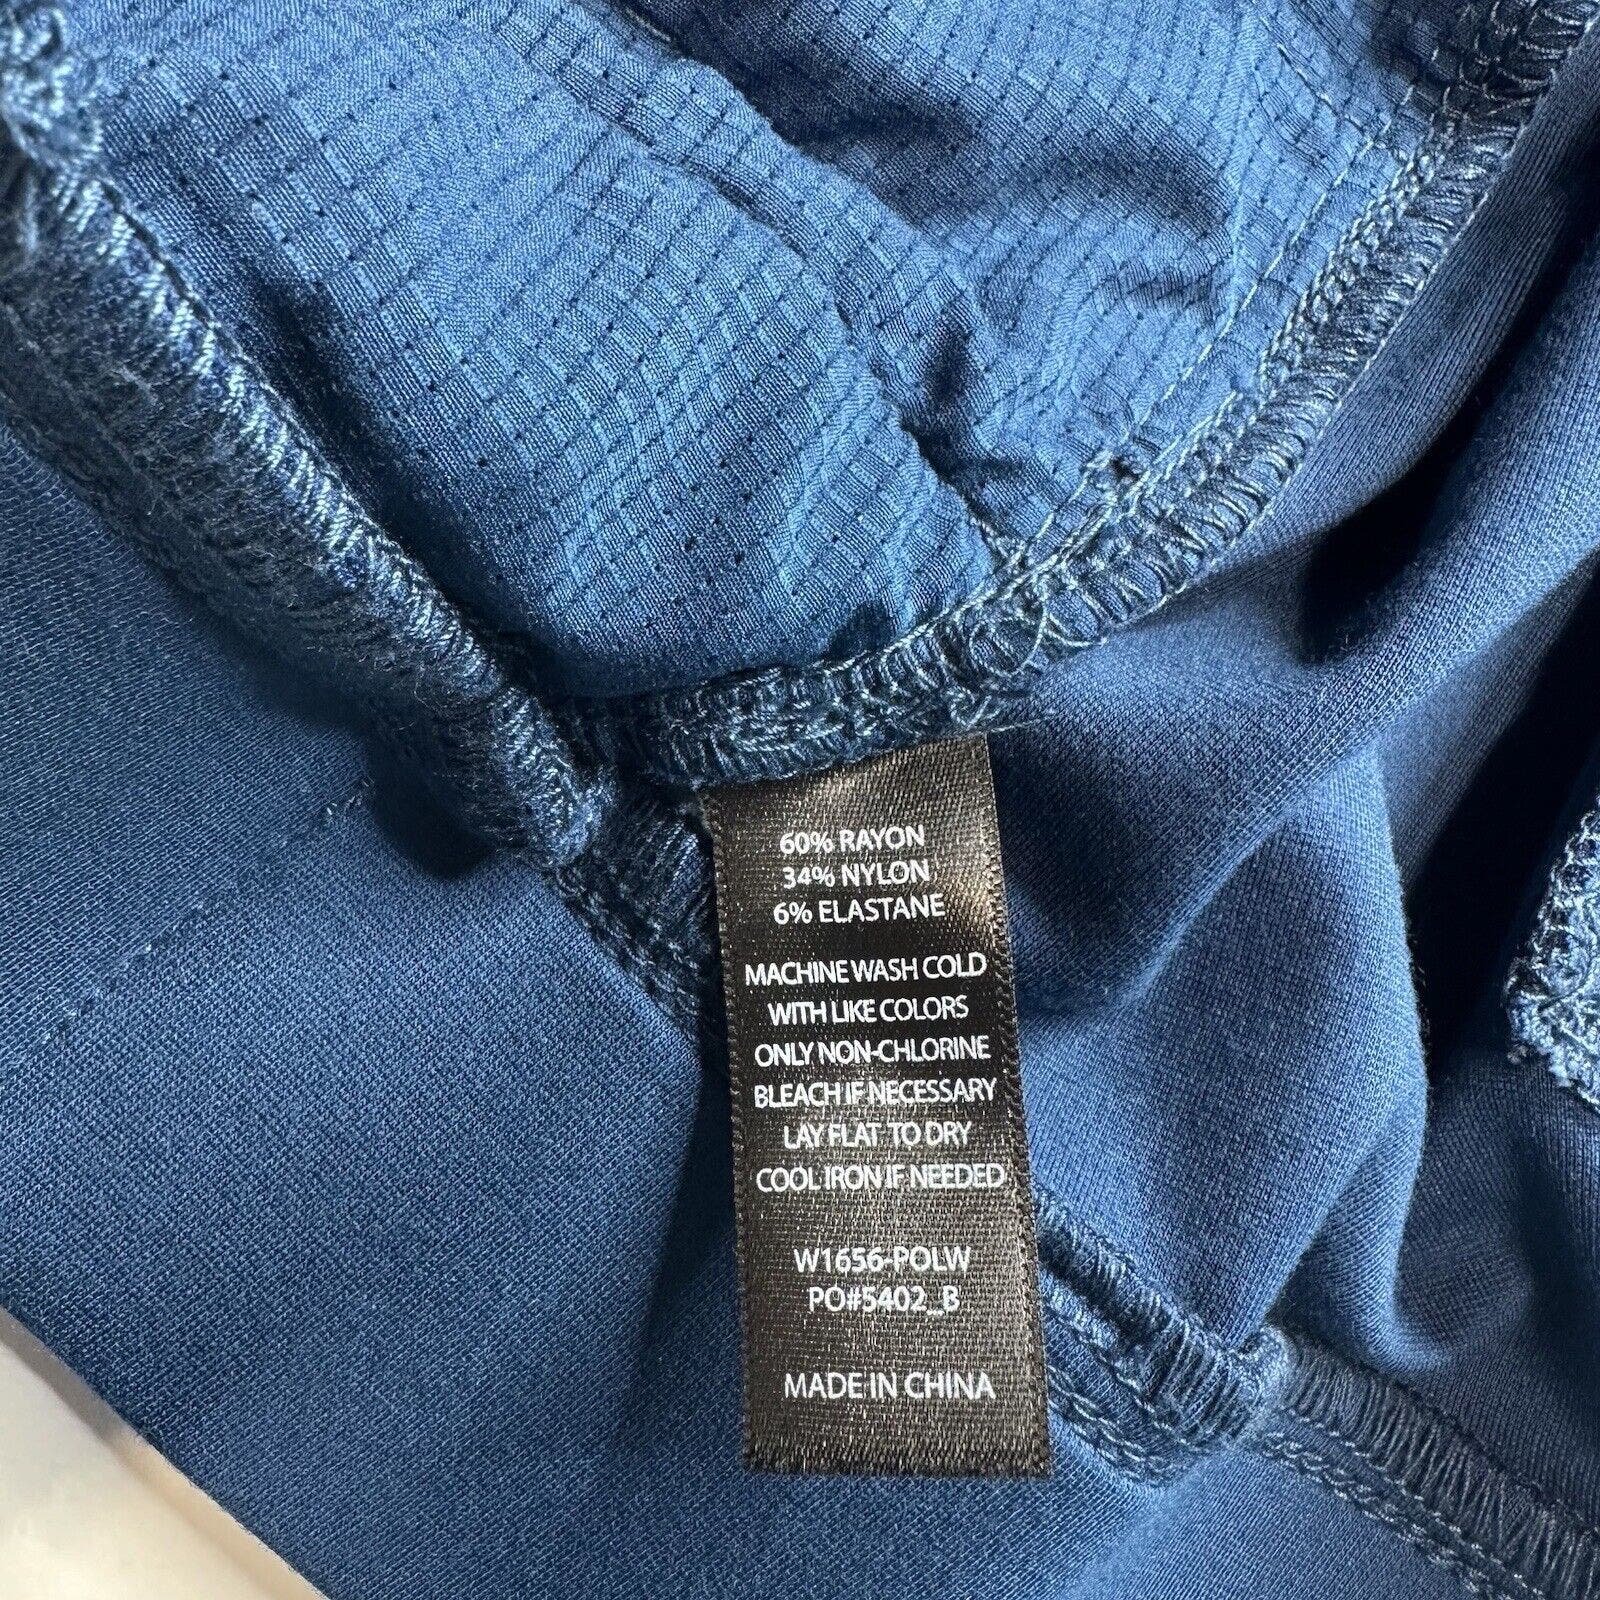 60% RAYON
34% NYLON
6% ELASTANE
MACHINE WASH COLD
WITH LIKE COLORS
ONLY NON-CHLORINE
BLEACH IF NECESSARY
LAY FLAT TO DRY
COOL IRON IF NEEDED
W1656-POLW
PO#5402_B
MADE IN CHINA